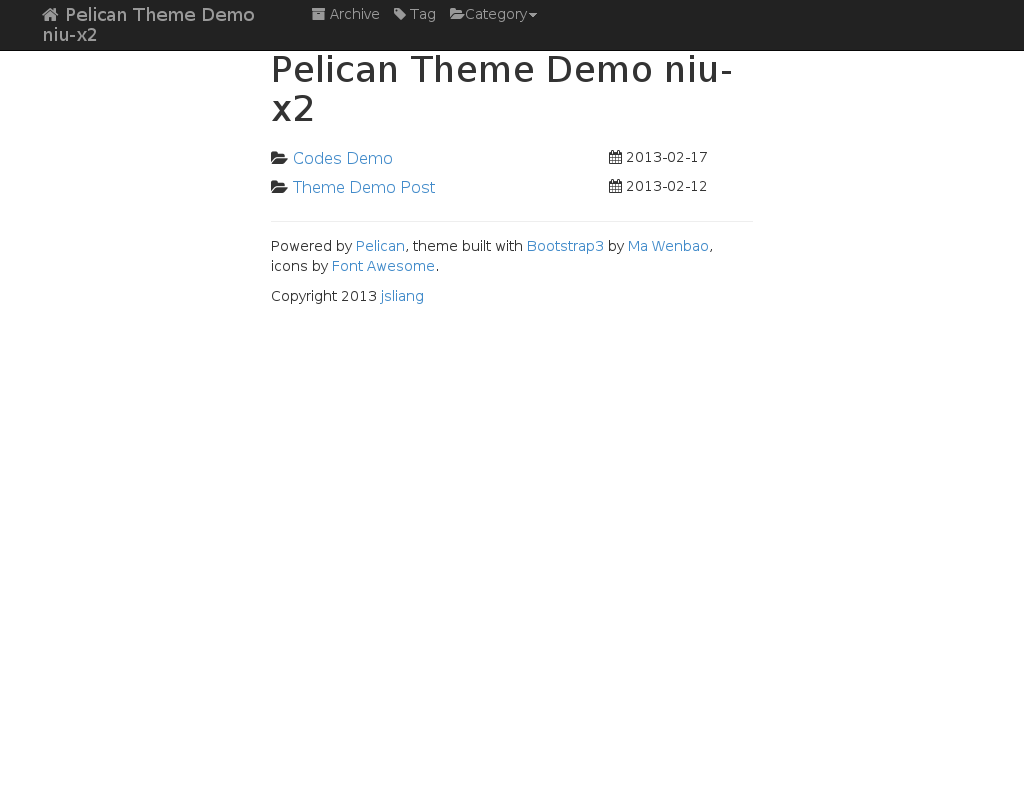 Pelican Theme Demo
niu-x2
Archive Tag Category
Pelican Theme Demo niu-
x2
Codes Demo 2013-02-17
Theme Demo Post 2013-02-12
Powered by Pelican, theme built with Bootstrap3 by Ma Wenbao,
icons by Font Awesome.
Copyright 2013 jsliang